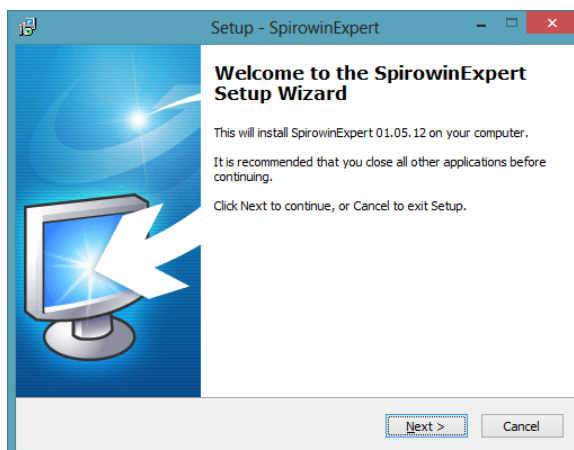 Setup - SpirowinExpert
Welcome to the SpirowinExpert
Setup Wizard
This will install SpirowinExpert 01.05.12 on your computer.
It is recommended that you close all other applications before
continuing.
Click Next to continue, or Cancel to exit Setup.
Next >
Cancel